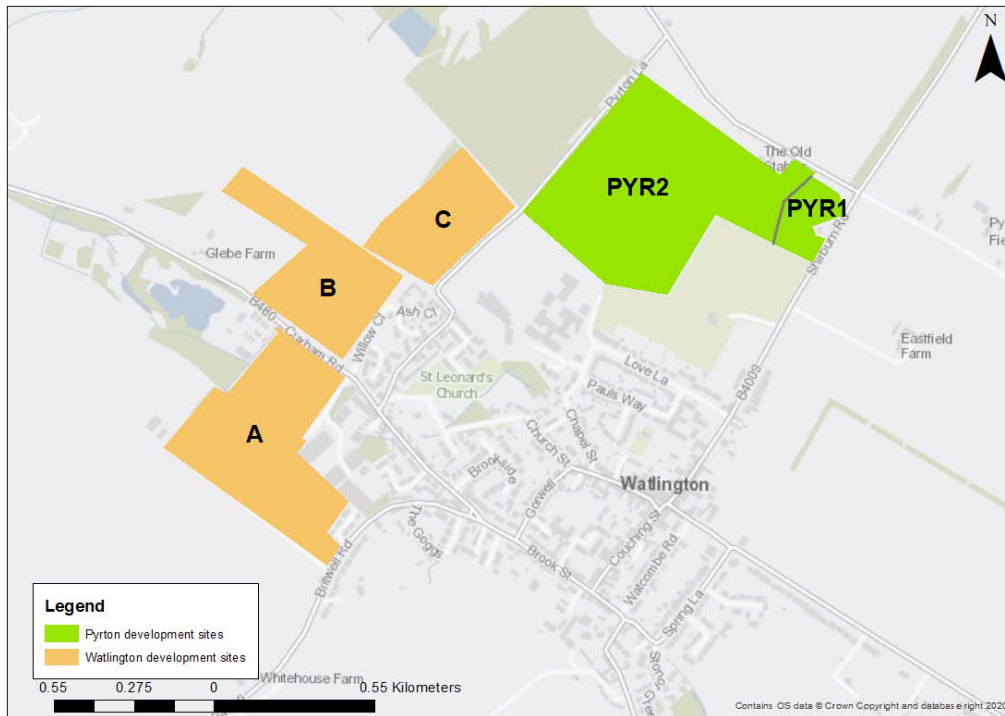 N
Pyrton La
The Old
PYR2
PYR1
C
Shirburn Rd
Glebe Farm
B
B480
Cuxham Rd
Ash Cl
Willow Cl
Eastfield
Farm
Love La
B4009
St Leonard's
Church
Pauls Way
A
Chapel St
Church St
Brookside
Watlington
Gorwell
The Goggs
Couching St
Britwell Rd
Brook St
Watcombe Rd
Spring La
Legend
Pyrton development sites
Watlington development sites
Whitehouse Farm
0.55 0.275 0 0.55 Kilometers
Contains OS data © Crown Copyright and database right 2020